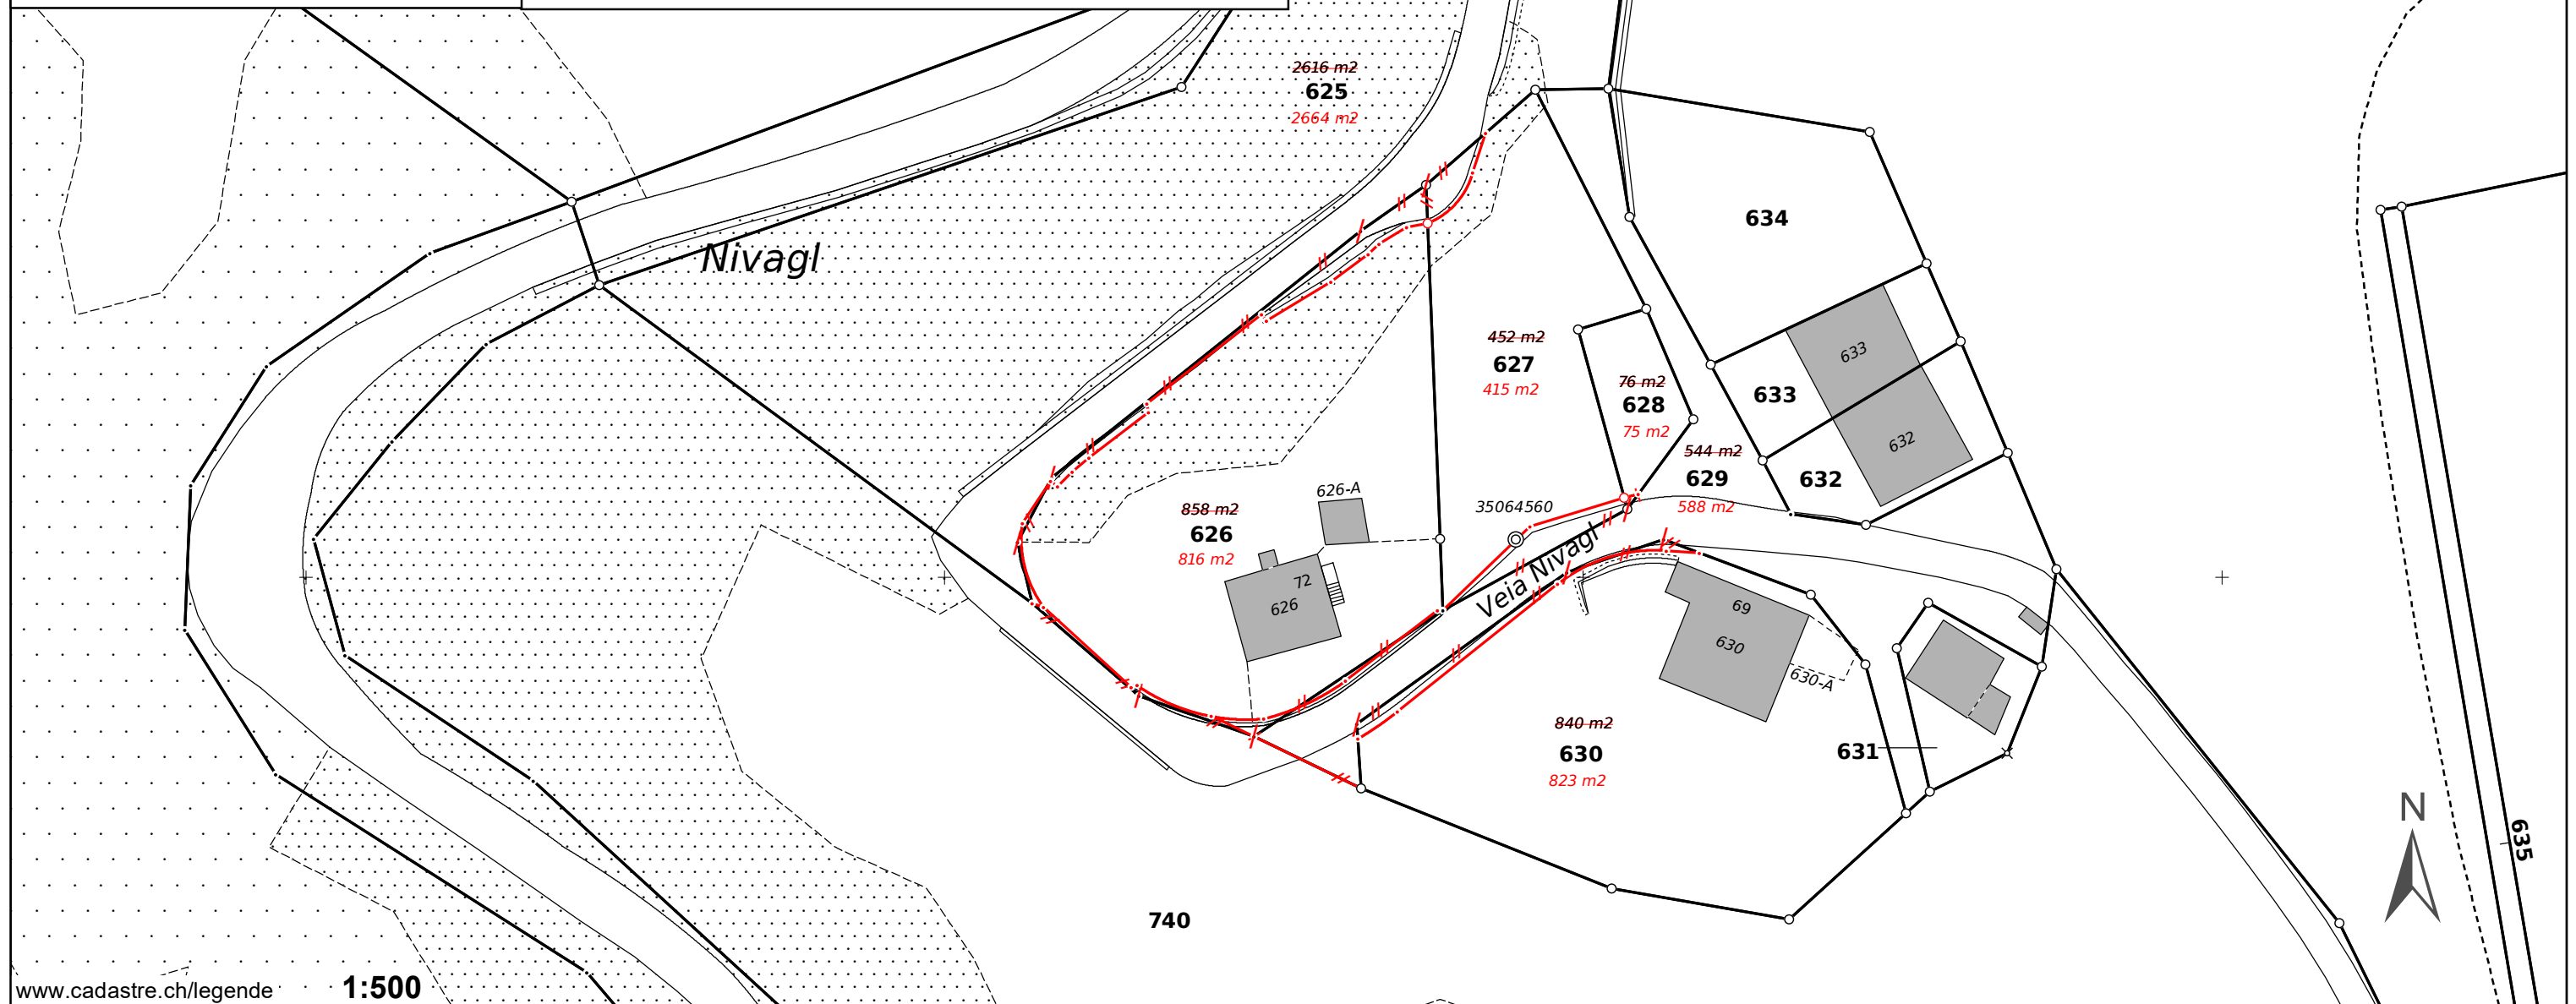 2616 m2
625
2664 m2
634
Nivagl
452 m2
627
415 m2
76 m2
628
75 m2
633
633
632
632
544 m2
629
588 m2
626-A
35064560
858 m2
626
816 m2
72
626
Veia Nivagl
69
630
630-A
840 m2
630
823 m2
631
N
635
740
www.cadastre.ch/legende
1:500